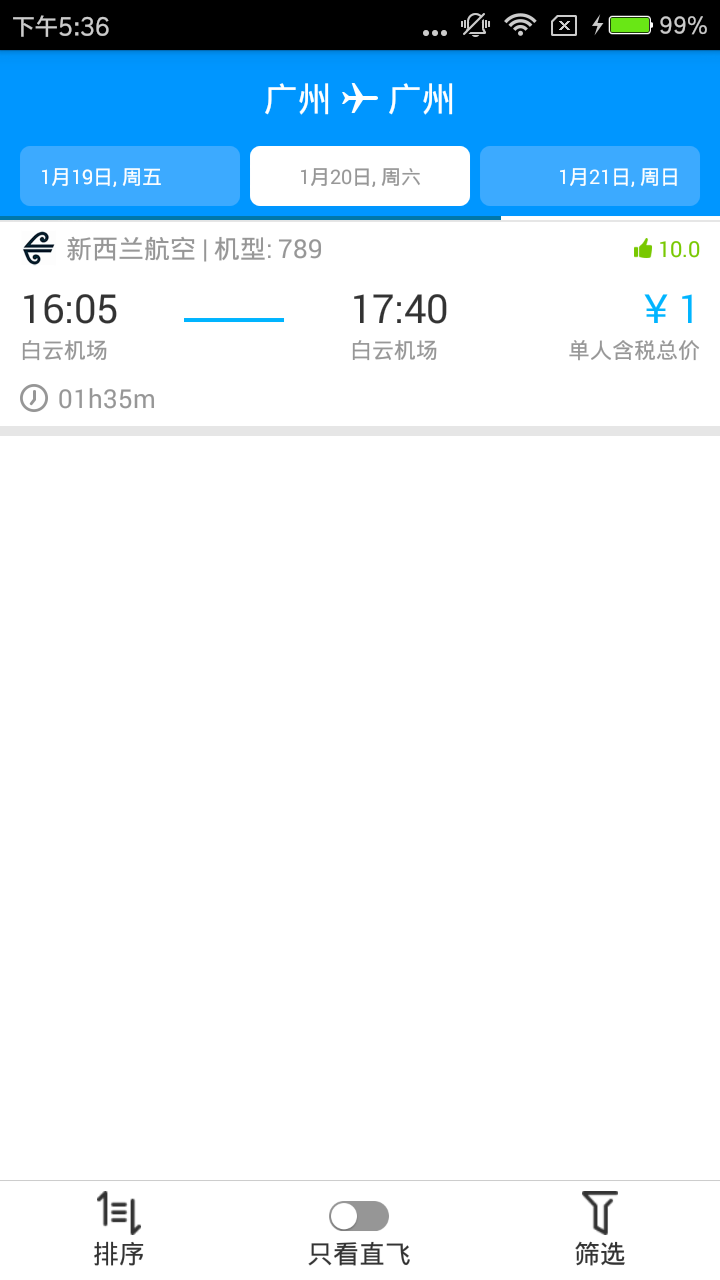 下午5:36 ... 99%
广州 广州
1月19日, 周五 1月20日, 周六 1月21日, 周日
新西兰航空 | 机型: 789 10.0
16:05 17:40 ¥ 1
白云机场 白云机场 单人含税总价
01h35m
排序 只看直飞 筛选